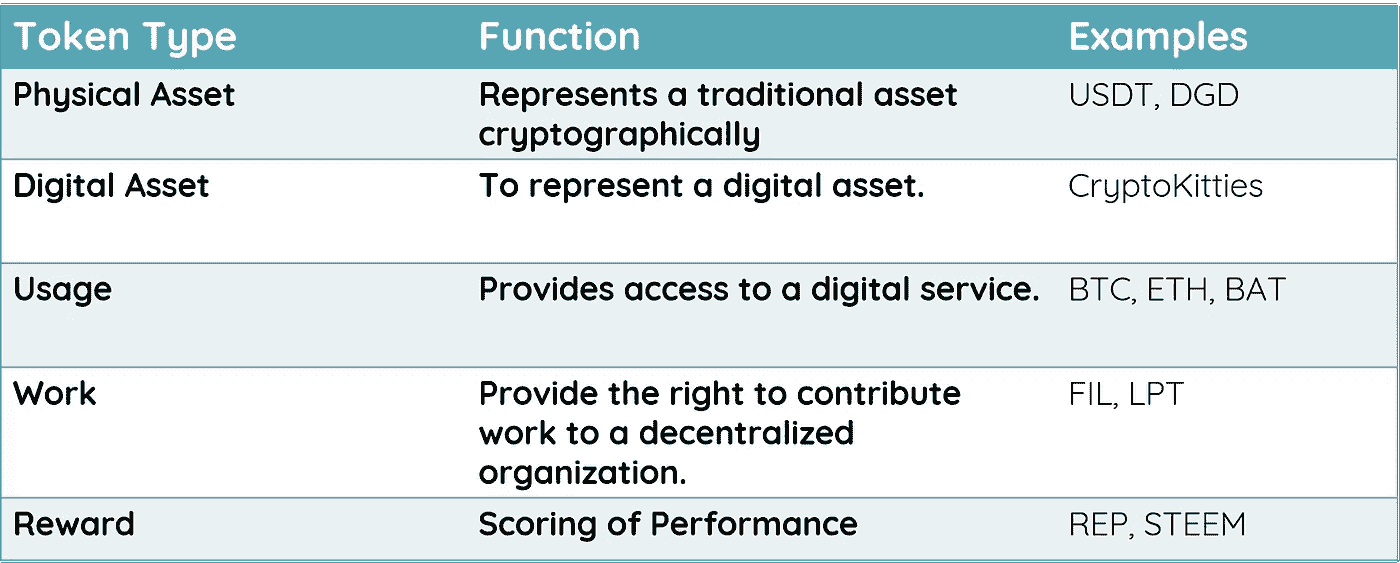 Token Type Function Examples
Physical Asset Represents a traditional asset USDT, DGD
cryptographically
Digital Asset To represent a digital asset. CryptoKitties
Usage Provides access to a digital service. BTC, ETH, BAT
Work Provide the right to contribute FIL, LPT
work to a decentralized
organization.
Reward Scoring of Performance REP, STEEM